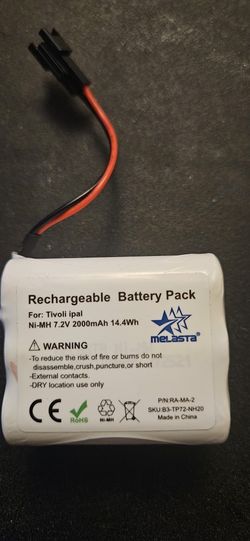 Rechargeable Battery Pack
For: Tivoli ipal
Ni-MH 7.2V 2000mAh 14.4Wh
MELASTA
WARNING
-To reduce the risk of fire or burns do not
disassemble,crush,puncture,or short
-External contacts.
-DRY location use only
P/N:RA-MA-2
SKU:B3-TP72-NH20
Made in China
CE
RoHS
Ni-MH